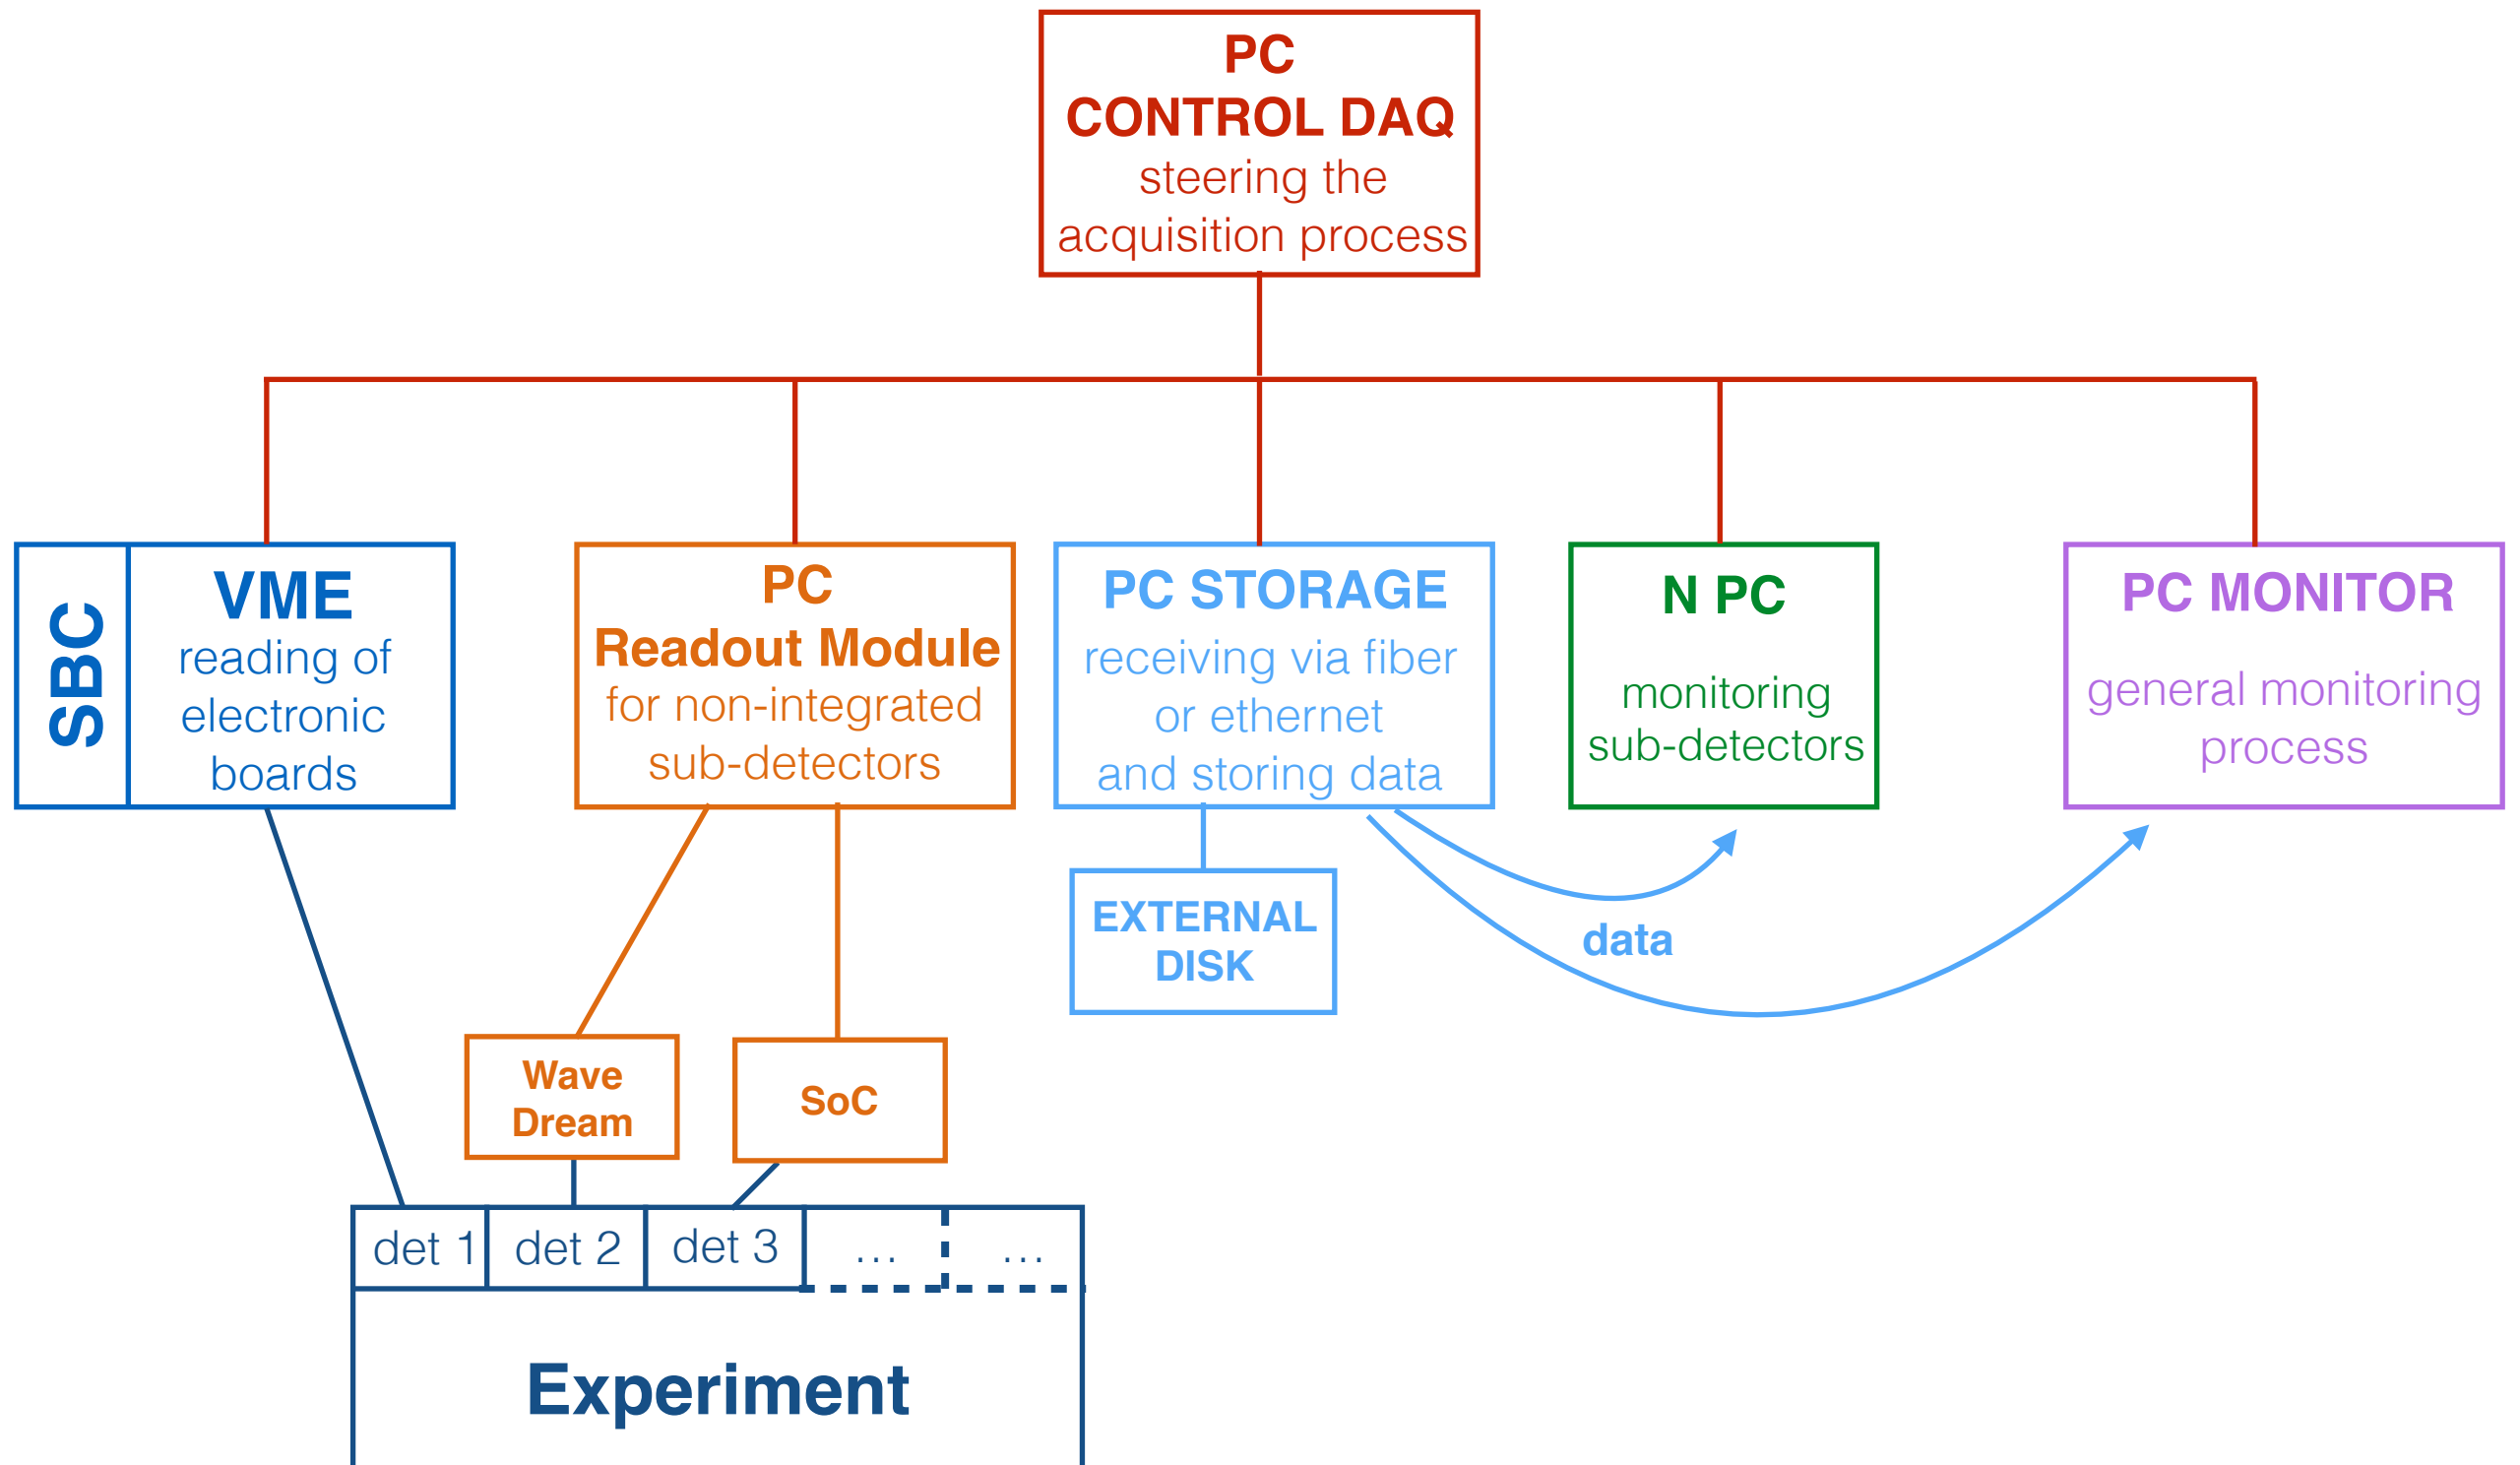 PC
CONTROL DAQ
steering the
acquisition process
SBC
VME
reading of
electronic
boards
PC
Readout Module
for non-integrated
sub-detectors
PC STORAGE
receiving via fiber
or ethernet
and storing data
N PC
monitoring
sub-detectors
PC MONITOR
general monitoring
process
EXTERNAL
DISK
data
Wave
Dream
SoC
det 1
det 2
det 3
...
...
Experiment